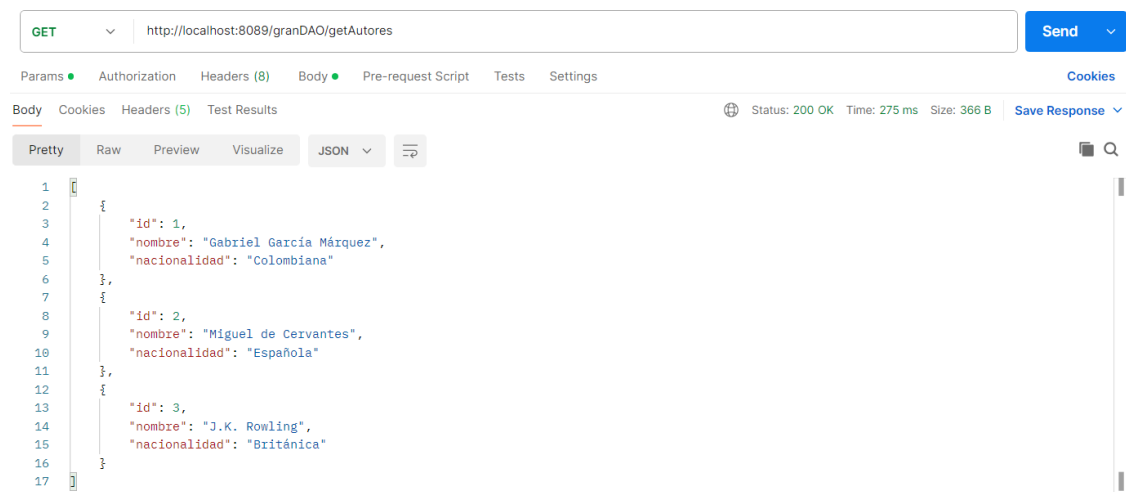 GET http://localhost:8089/granDAO/getAutores Send
Params Authorization Headers (8) Body Pre-request Script Tests Settings Cookies
Body Cookies Headers (5) Test Results Status: 200 OK Time: 275 ms Size: 366 B Save Response
Pretty Raw Preview Visualize JSON
1 [
2 {
3 "id": 1,
4 "nombre": "Gabriel García Márquez",
5 "nacionalidad": "Colombiana"
6 },
7 {
8 "id": 2,
9 "nombre": "Miguel de Cervantes",
10 "nacionalidad": "Española"
11 },
12 {
13 "id": 3,
14 "nombre": "J.K. Rowling",
15 "nacionalidad": "Británica"
16 }
17 ]